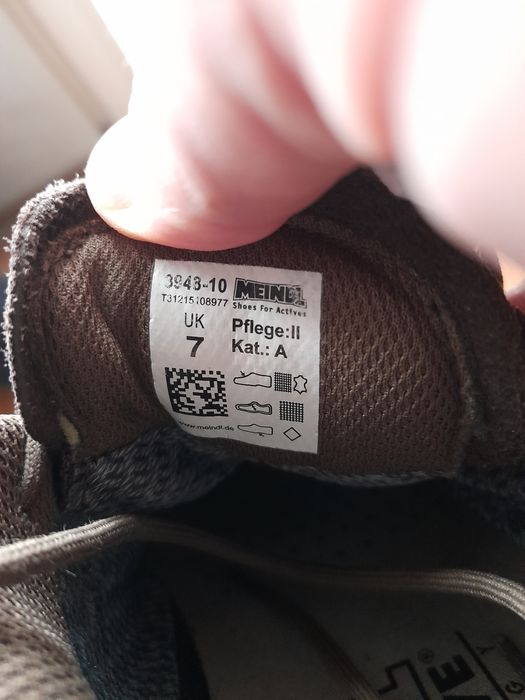 3948-10
MEINDL
T31215108977
Shoes For Actives
UK
7
Pflege:II
Kat.: A
www.meindl.de